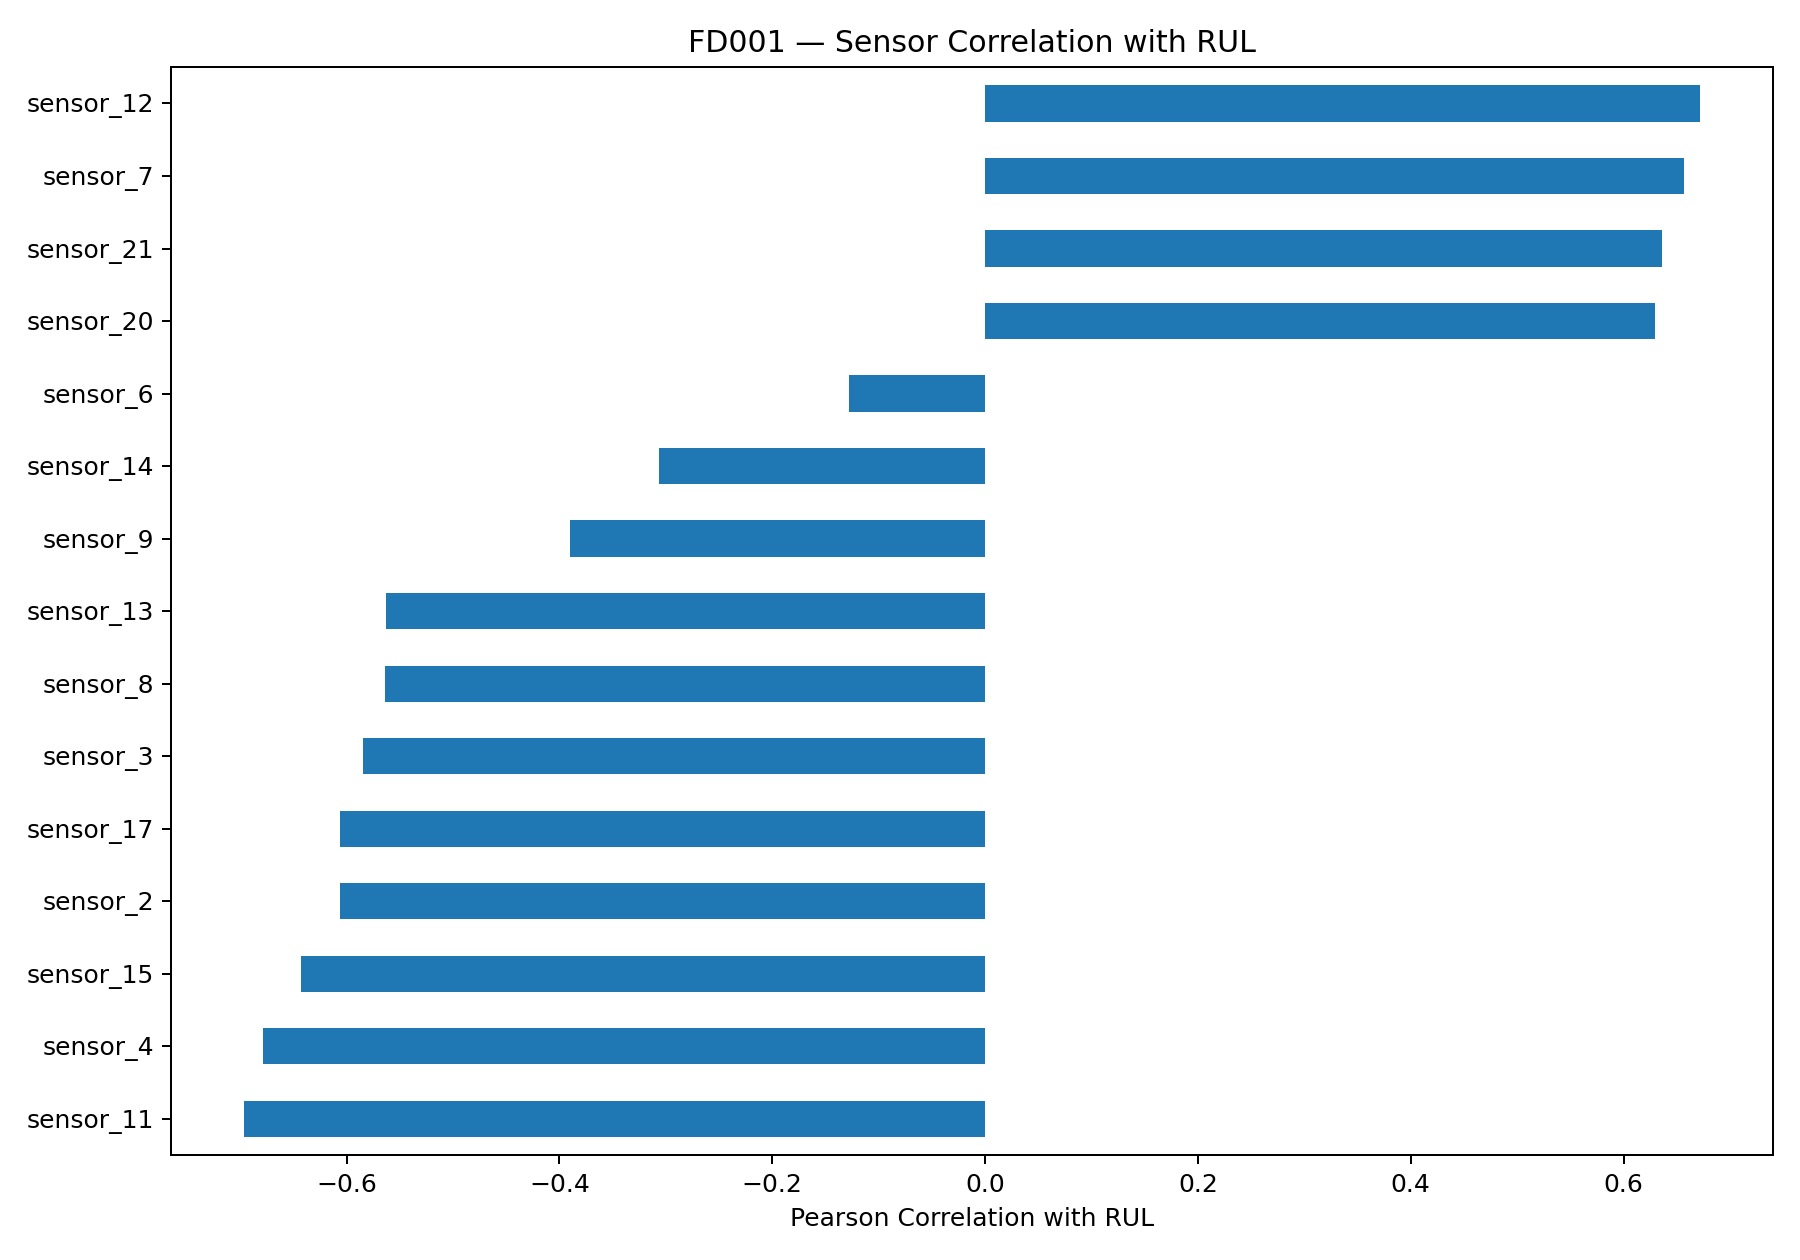 FD001 — Sensor Correlation with RUL
sensor_12
sensor_7
sensor_21
sensor_20
sensor_6
sensor_14
sensor_9
sensor_13
sensor_8
sensor_3
sensor_17
sensor_2
sensor_15
sensor_4
sensor_11
−0.6 −0.4 −0.2 0.0 0.2 0.4 0.6
Pearson Correlation with RUL